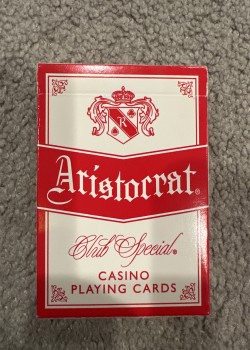 Aristocrat®
Club Special®
CASINO
PLAYING CARDS